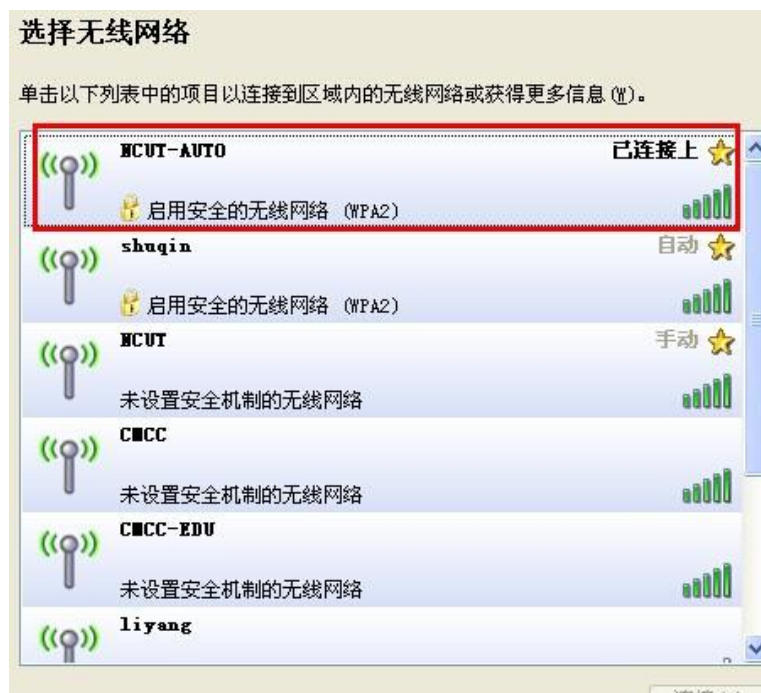 选择无线网络
单击以下列表中的项目以连接到区域内的无线网络或获得更多信息(W)。
NCUT-AUTO 已连接上
启用安全的无线网络 (WPA2)
shuqin 自动
启用安全的无线网络 (WPA2)
NCUT 手动
未设置安全机制的无线网络
CMCC
未设置安全机制的无线网络
CMCC-EDU
未设置安全机制的无线网络
liyang